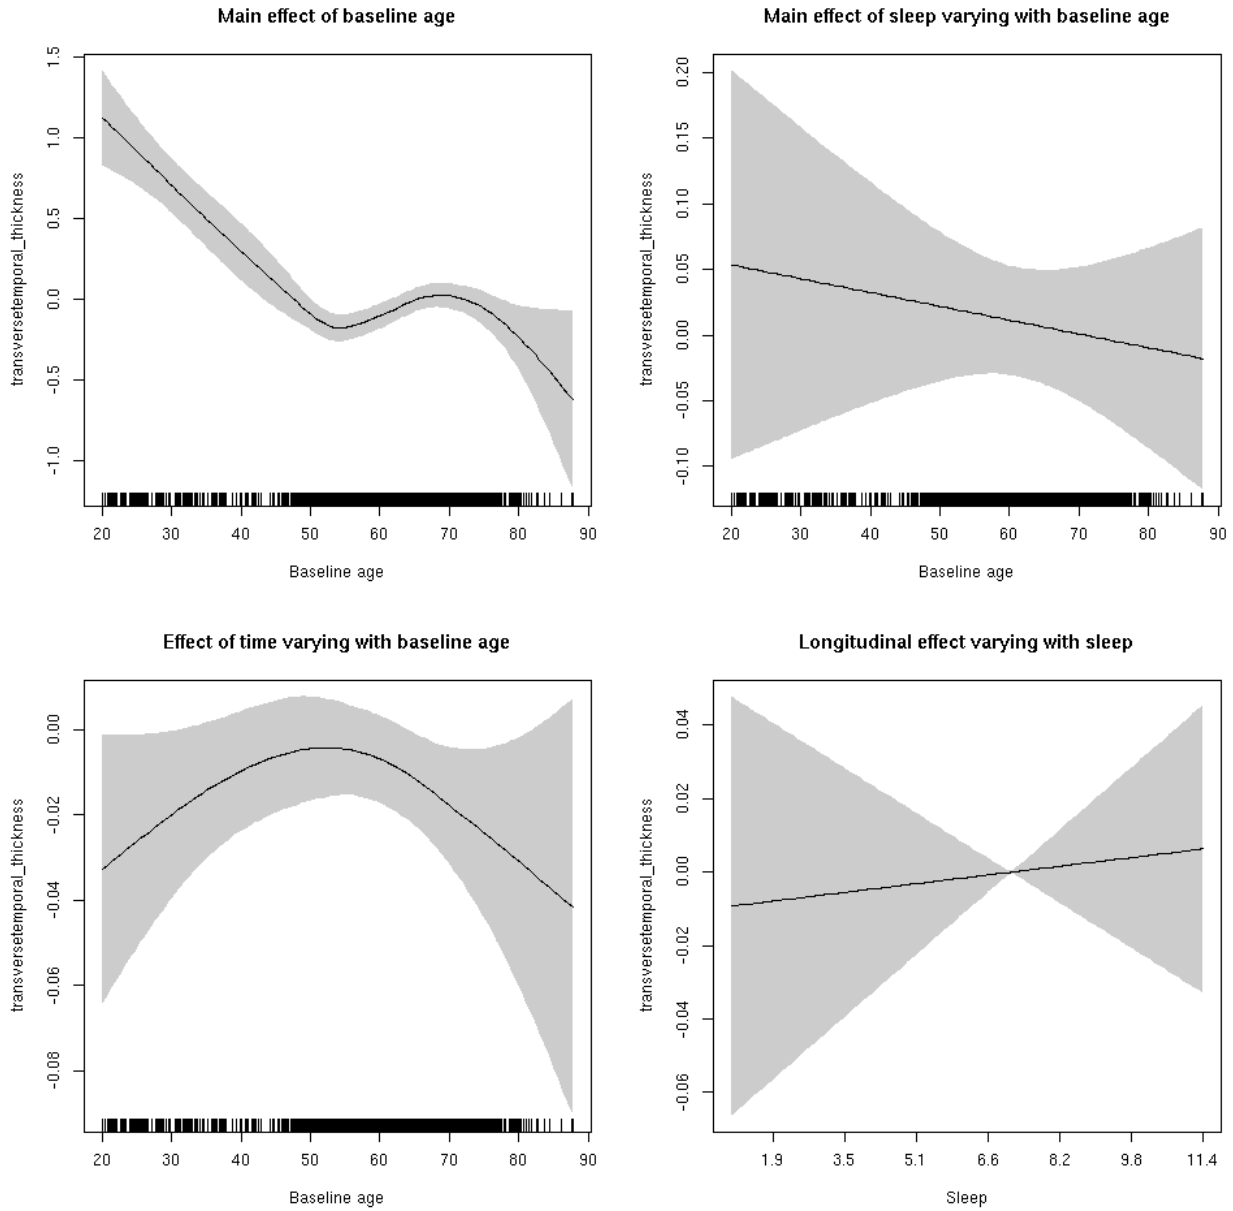 Main effect of baseline age
transversetemporal_thickness
1.5
1.0
0.5
0.0
-0.5
-1.0
20 30 40 50 60 70 80 90
Baseline age
Main effect of sleep varying with baseline age
transversetemporal_thickness
0.20
0.15
0.10
0.05
0.00
-0.05
-0.10
20 30 40 50 60 70 80 90
Baseline age
Effect of time varying with baseline age
transversetemporal_thickness
0.00
-0.02
-0.04
-0.06
-0.08
20 30 40 50 60 70 80 90
Baseline age
Longitudinal effect varying with sleep
transversetemporal_thickness
0.04
0.02
0.00
-0.02
-0.04
-0.06
1.9 3.5 5.1 6.6 8.2 9.8 11.4
Sleep